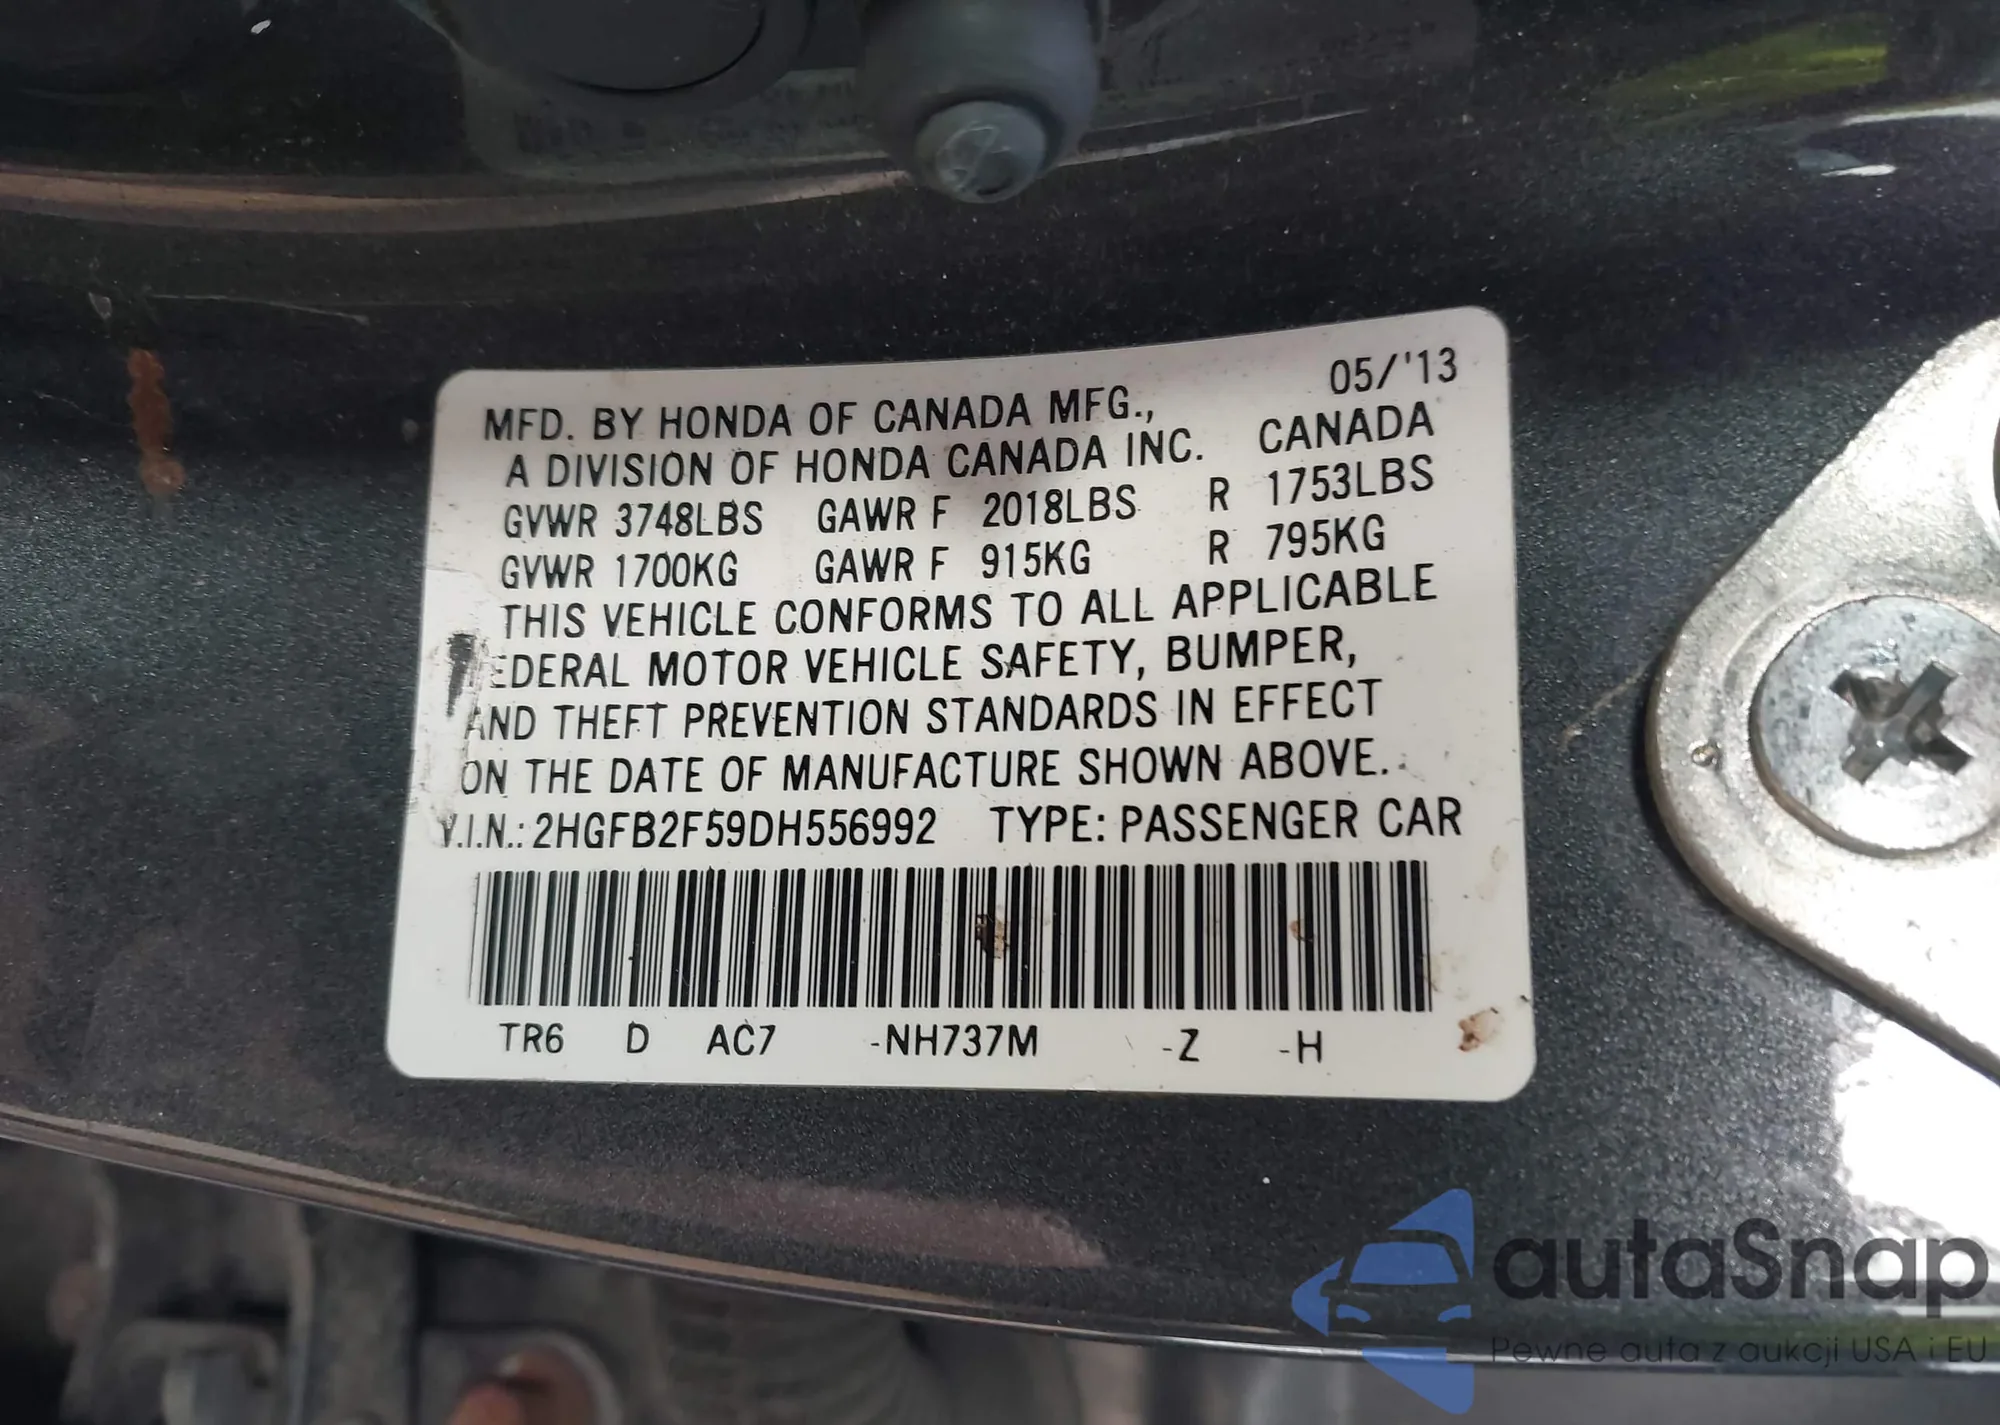 05/'13
MFD. BY HONDA OF CANADA MFG.,
A DIVISION OF HONDA CANADA INC. CANADA
GVWR 3748LBS GAWR F 2018LBS R 1753LBS
GVWR 1700KG GAWR F 915KG R 795KG
THIS VEHICLE CONFORMS TO ALL APPLICABLE
FEDERAL MOTOR VEHICLE SAFETY, BUMPER,
AND THEFT PREVENTION STANDARDS IN EFFECT
ON THE DATE OF MANUFACTURE SHOWN ABOVE.
V.I.N.: 2HGFB2F59DH556992 TYPE: PASSENGER CAR
TR6 D AC7 -NH737M -Z -H
autaSnap
Pewne auta z aukcji USA i EU